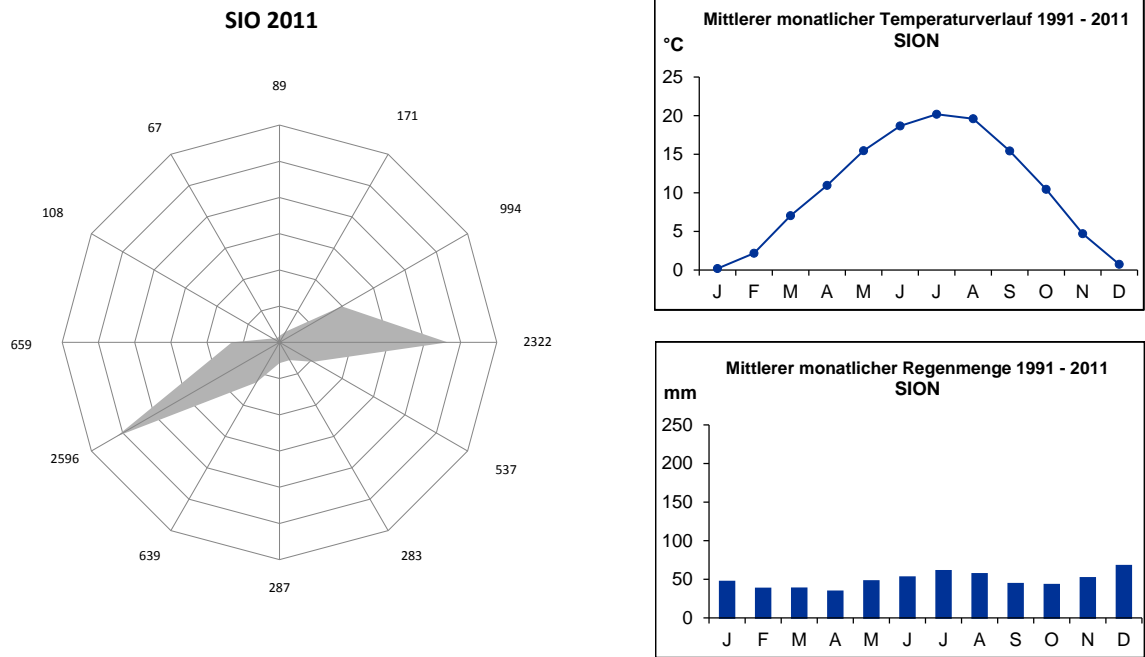 SIO 2011
89
171
994
2322
537
283
287
639
2596
659
108
67
Mittlerer monatlicher Temperaturverlauf 1991 - 2011
SION
°C
25
20
15
10
5
0
J F M A M J J A S O N D
Mittlerer monatlicher Regenmenge 1991 - 2011
SION
mm
250
200
150
100
50
0
J F M A M J J A S O N D